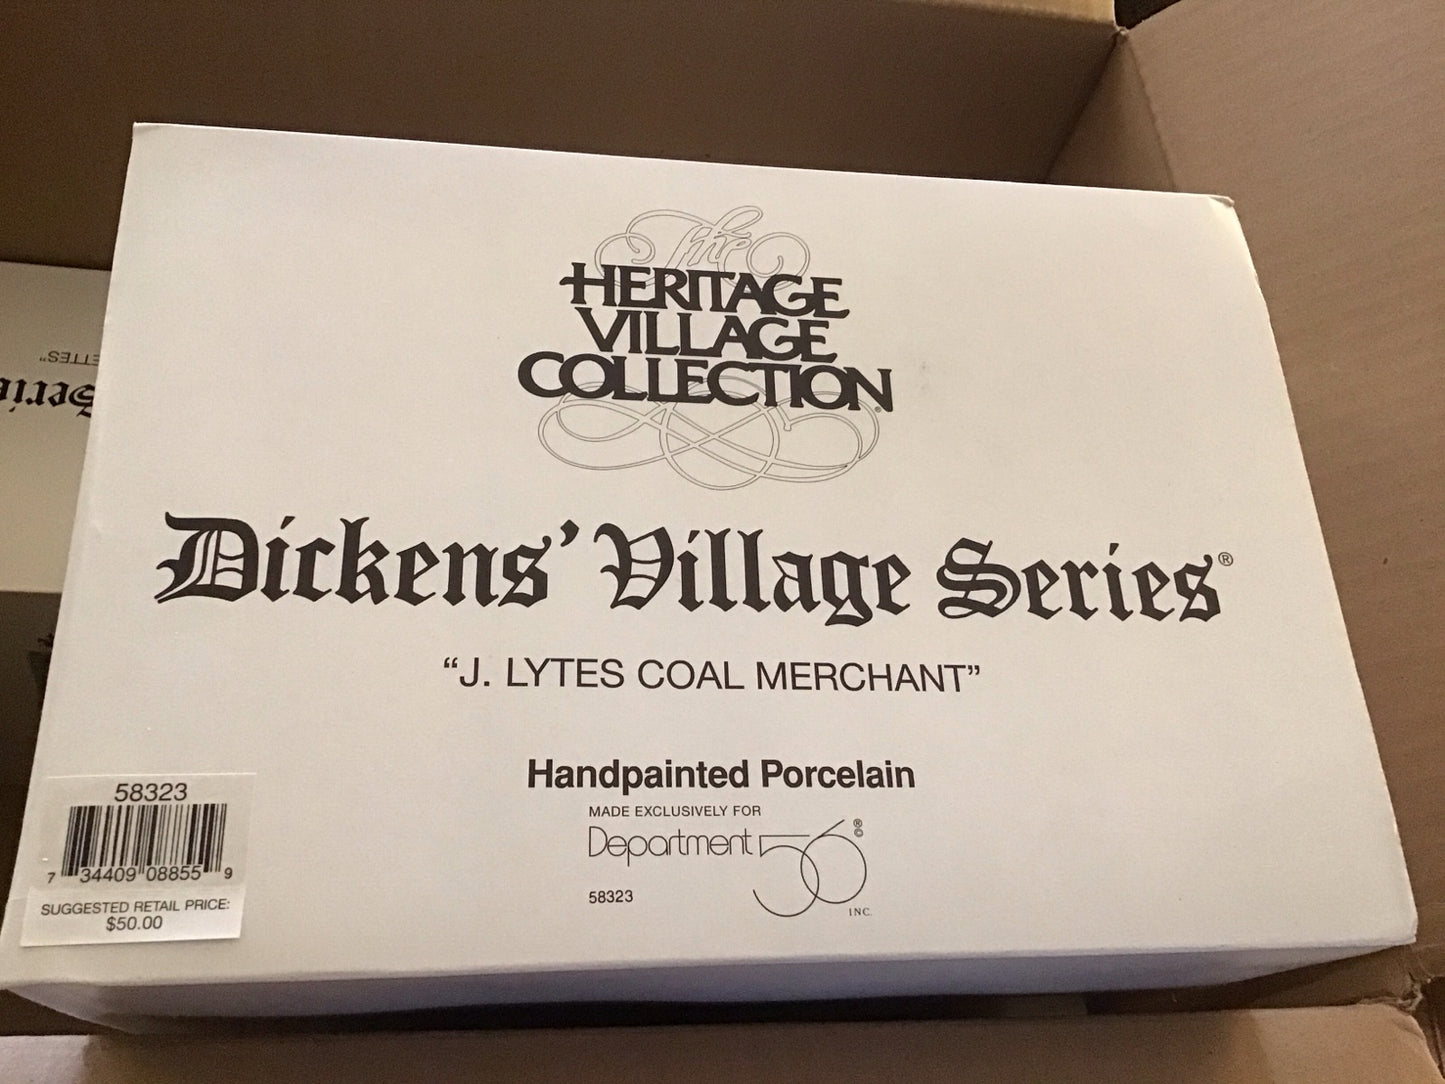 The
HERITAGE
VILLAGE
COLLECTION®
Dickens' Village Series®
“J. LYTES COAL MERCHANT”
Handpainted Porcelain
MADE EXCLUSIVELY FOR
Department 56 ® ©
INC.
58323
58323
7 34409 08855 9
SUGGESTED RETAIL PRICE:
$50.00